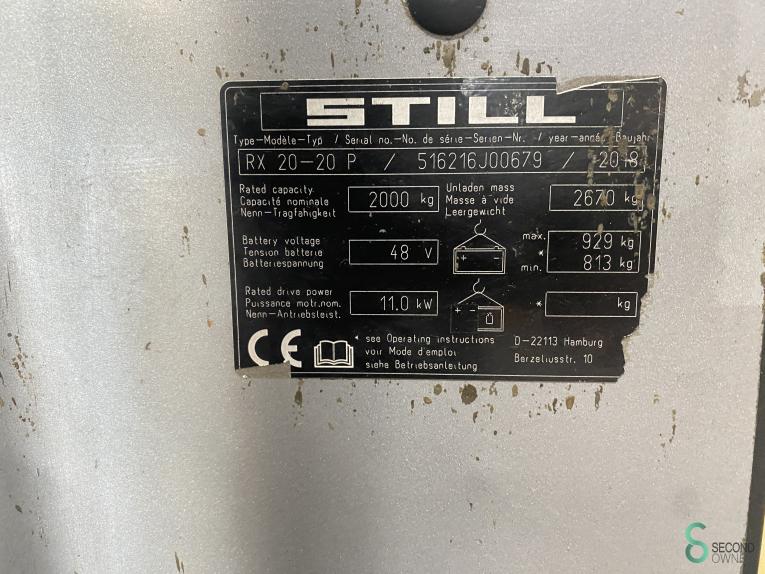 STILL
Type-Modèle-Typ / Serial no.-No. de série-Serien-Nr. / year-année-Baujahr
RX 20-20 P / 516216J00679 / 2018
Rated capacity
Capacité nominale
Nenn-Tragfähigkeit
2000 kg
Unladen mass
Masse à vide
Leergewicht
2670 kg
Battery voltage
Tension batterie
Batteriespannung
48 V
+ -
max. 929 kg
*
min. 813 kg
Rated drive power
Puissance motr.nom.
Nenn-Antriebsleist.
11.0 kW
+ -
* kg
CE
* see Operating instructions
voir Mode d'emploi
siehe Betriebsanleitung
D-22113 Hamburg
Berzeliusstr. 10
SECOND
OWNER